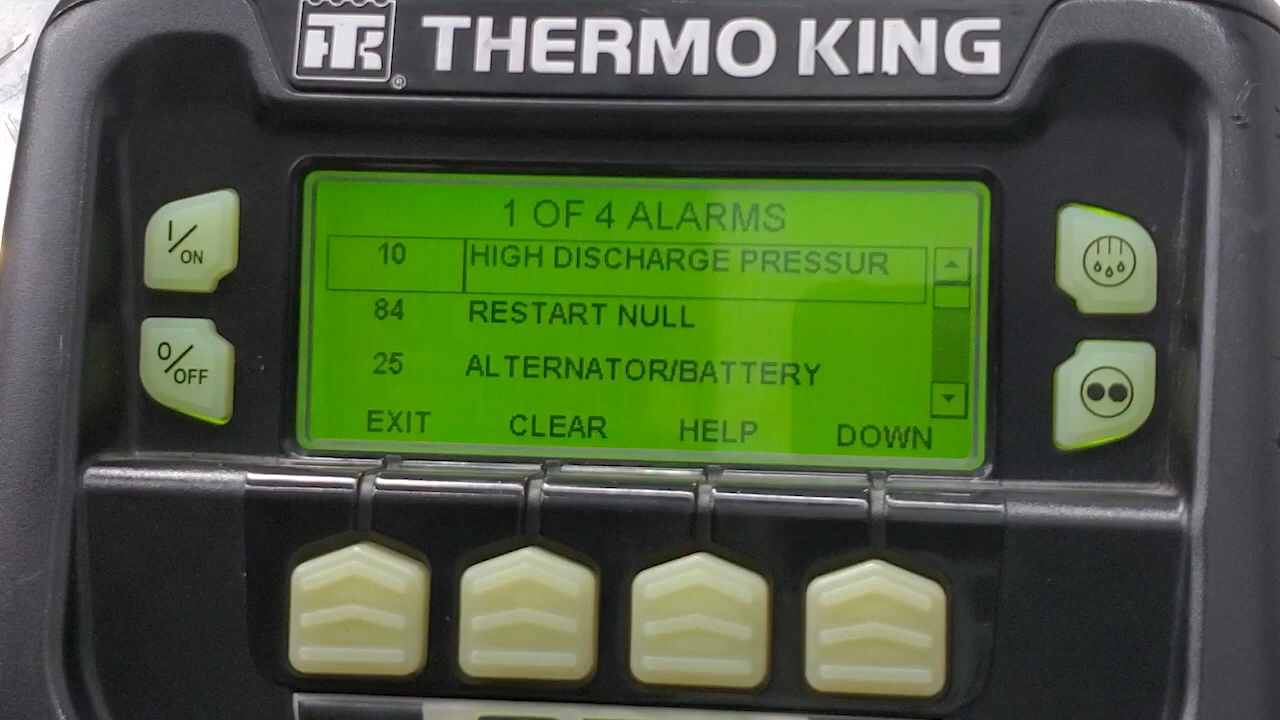 TK ® THERMO KING
1 OF 4 ALARMS
10 HIGH DISCHARGE PRESSUR
84 RESTART NULL
25 ALTERNATOR/BATTERY
EXIT CLEAR HELP DOWN
I/ON
O/OFF